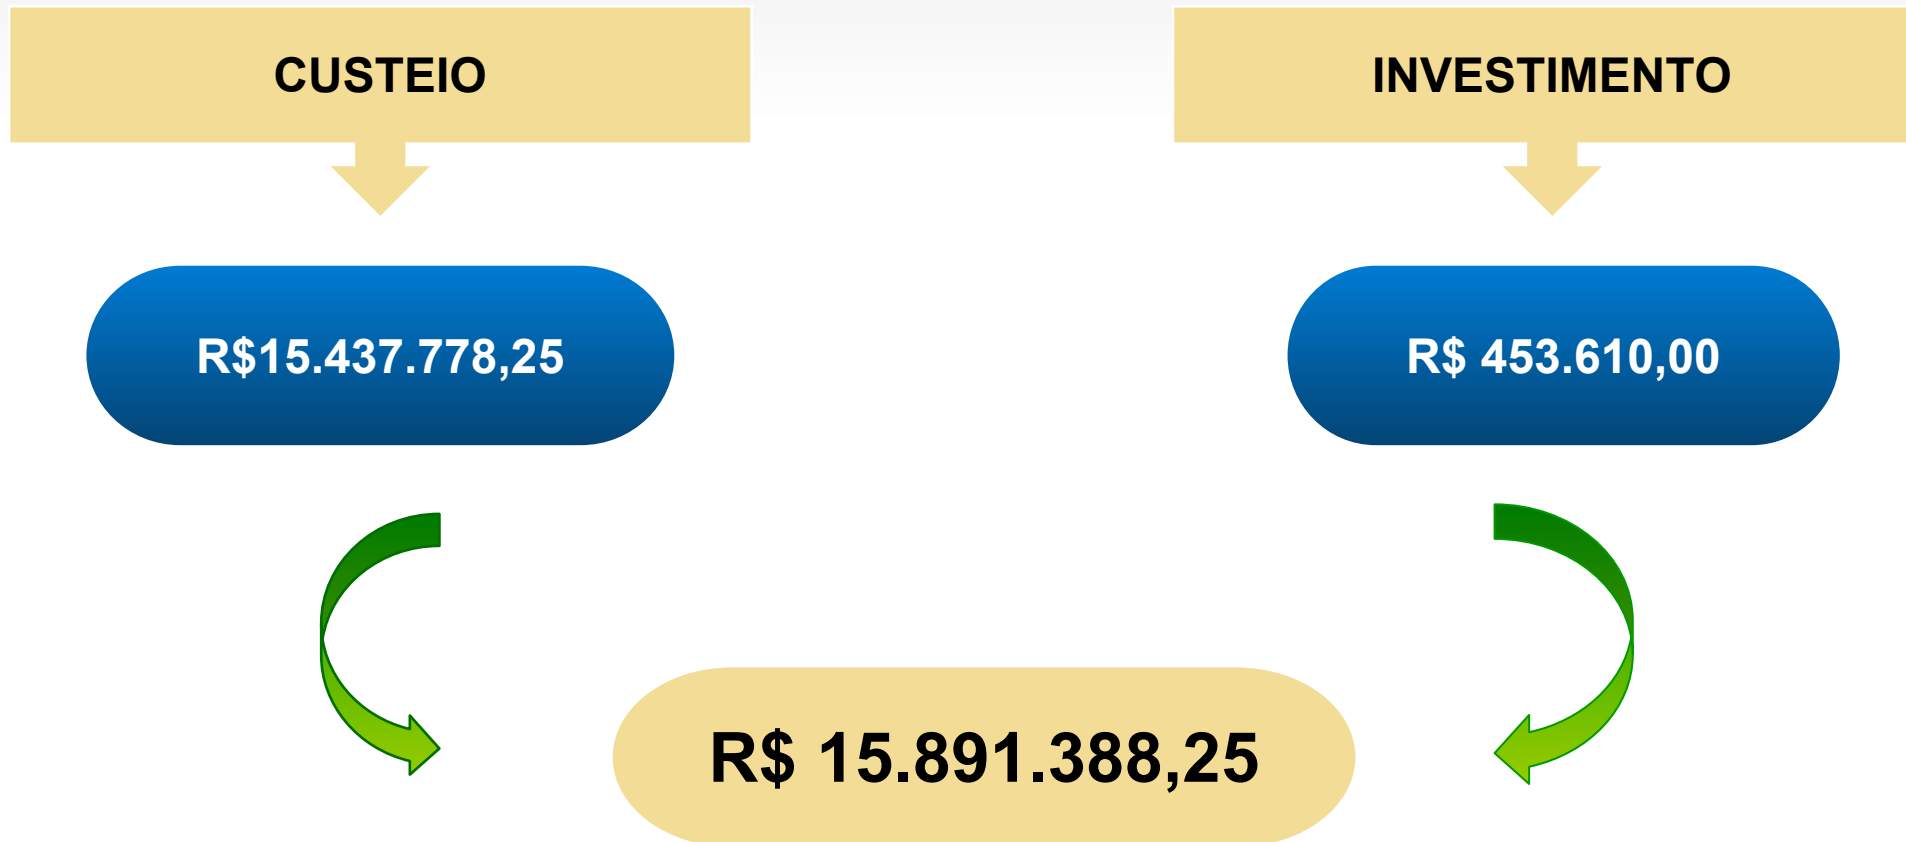 CUSTEIO
INVESTIMENTO
R$15.437.778,25
R$ 453.610,00
R$ 15.891.388,25